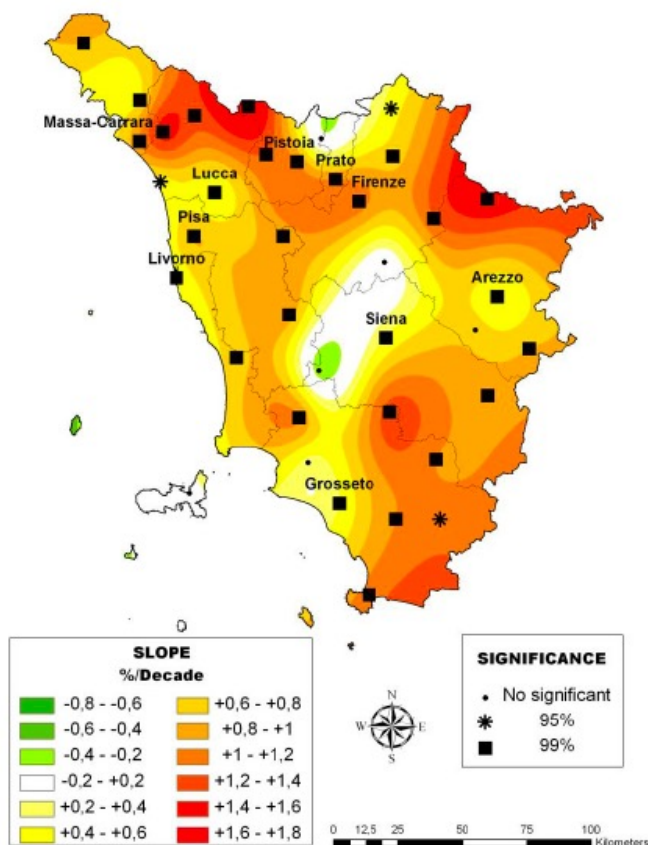 Massa-Carrara
Pistoia
Prato
Lucca
Firenze
Pisa
Livorno
Arezzo
Siena
Grosseto
SLOPE
%/Decade
-0,8 - -0,6
-0,6 - -0,4
-0,4 - -0,2
-0,2 - +0,2
+0,2 - +0,4
+0,4 - +0,6
+0,6 - +0,8
+0,8 - +1
+1 - +1,2
+1,2 - +1,4
+1,4 - +1,6
+1,6 - +1,8
N
W E
S
SIGNIFICANCE
No significant
95%
99%
0 12,5 25 50 75 100
Kilometers